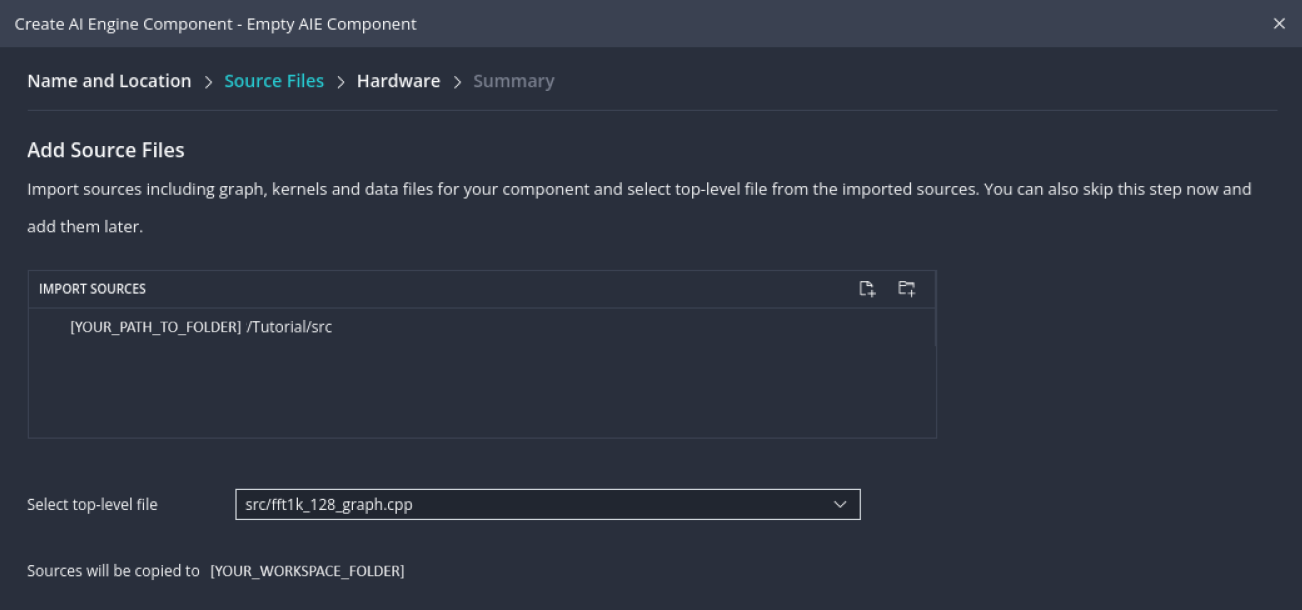 Create AI Engine Component - Empty AIE Component
Name and Location > Source Files > Hardware > Summary
Add Source Files
Import sources including graph, kernels and data files for your component and select top-level file from the imported sources. You can also skip this step now and
add them later.
IMPORT SOURCES
[YOUR_PATH_TO_FOLDER] /Tutorial/src
Select top-level file src/fft1k_128_graph.cpp
Sources will be copied to [YOUR_WORKSPACE_FOLDER]